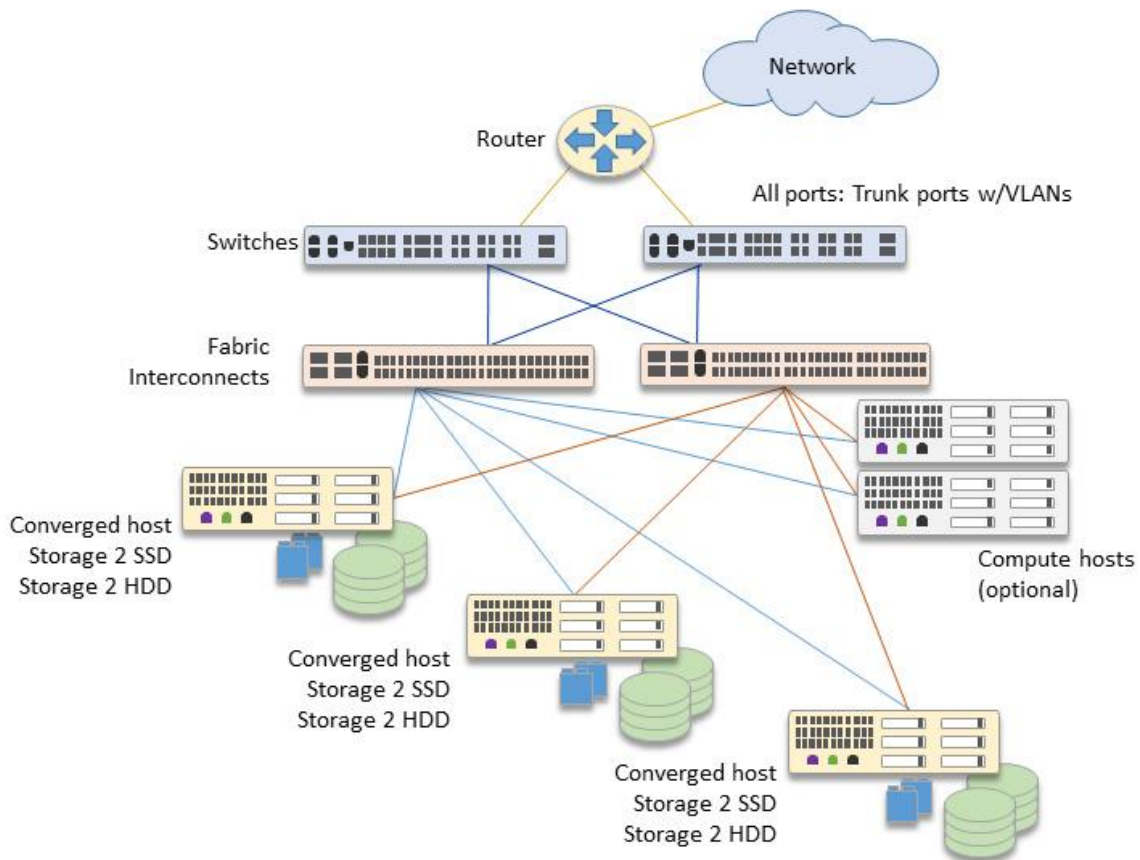 Network
Router
All ports: Trunk ports w/VLANs
Switches
Fabric
Interconnects
Converged host
Storage 2 SSD
Storage 2 HDD
Compute hosts
(optional)
Converged host
Storage 2 SSD
Storage 2 HDD
Converged host
Storage 2 SSD
Storage 2 HDD